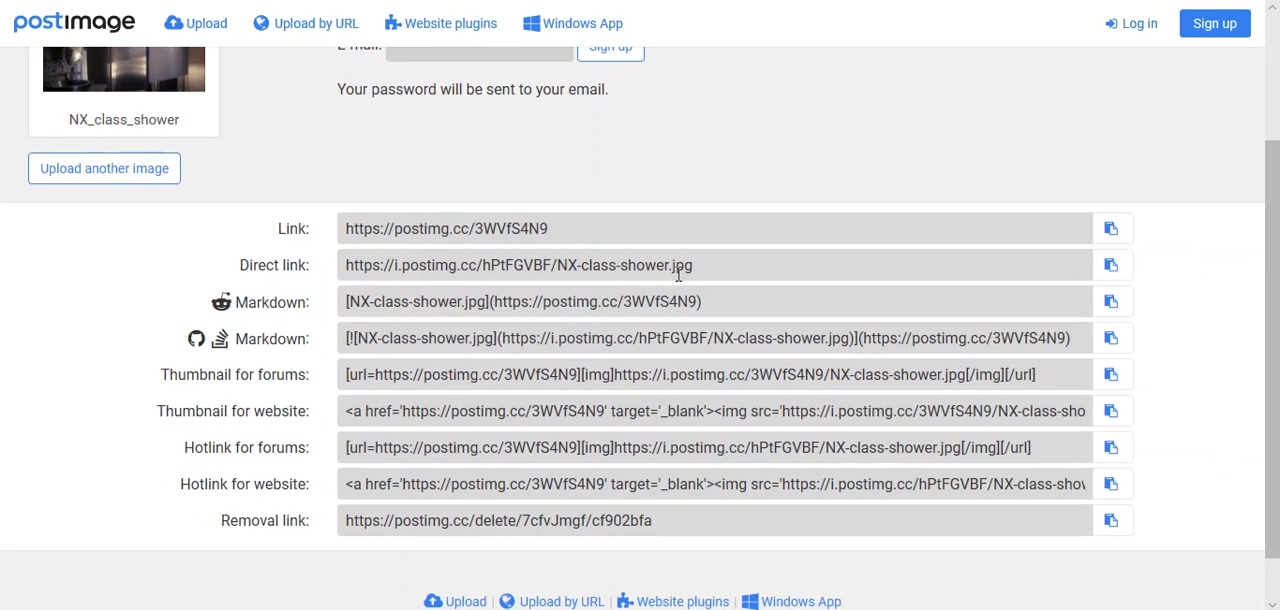 postimage Upload Upload by URL Website plugins Windows App Log in Sign up
E-mail: Sign up
Your password will be sent to your email.
NX_class_shower
Upload another image
Link: https://postimg.cc/3WVfS4N9
Direct link: https://i.postimg.cc/hPtFGVBF/NX-class-shower.jpg
Markdown: [NX-class-shower.jpg](https://postimg.cc/3WVfS4N9)
Markdown: [![NX-class-shower.jpg](https://i.postimg.cc/hPtFGVBF/NX-class-shower.jpg)](https://postimg.cc/3WVfS4N9)
Thumbnail for forums: [url=https://postimg.cc/3WVfS4N9][img]https://i.postimg.cc/3WVfS4N9/NX-class-shower.jpg[/img][/url]
Thumbnail for website: <a href='https://postimg.cc/3WVfS4N9' target='_blank'><img src='https://i.postimg.cc/3WVfS4N9/NX-class-sho
Hotlink for forums: [url=https://postimg.cc/3WVfS4N9][img]https://i.postimg.cc/hPtFGVBF/NX-class-shower.jpg[/img][/url]
Hotlink for website: <a href='https://postimg.cc/3WVfS4N9' target='_blank'><img src='https://i.postimg.cc/hPtFGVBF/NX-class-shov
Removal link: https://postimg.cc/delete/7cfvJmgf/cf902bfa
Upload | Upload by URL | Website plugins | Windows App